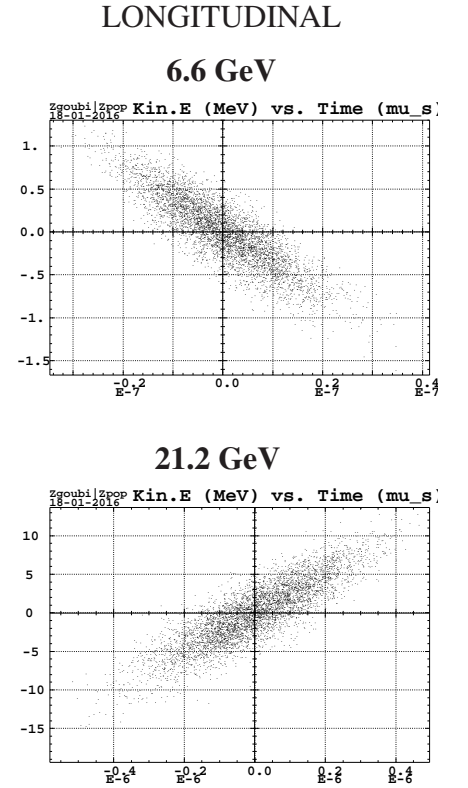 LONGITUDINAL
6.6 GeV
Zgoubi|Zpop Kin.E (MeV) vs. Time (mu_s)
18-01-2016
1.
0.5
0.0
-.5
-1.
-1.5
-0.2 0.0 0.2 0.4
E-7 E-7 E-7
21.2 GeV
Zgoubi|Zpop Kin.E (MeV) vs. Time (mu_s)
18-01-2016
10
5
0
-5
-10
-15
-0.4 -0.2 0.0 0.2 0.4
E-6 E-6 E-6 E-6